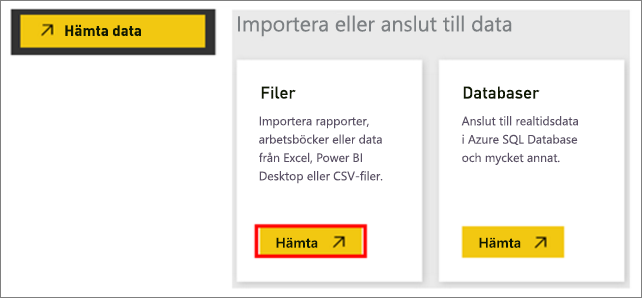 Hämta data
Importera eller anslut till data
Filer
Importera rapporter,
arbetsböcker eller data
från Excel, Power BI
Desktop eller CSV-filer.
Hämta
Databaser
Anslut till realtidsdata
i Azure SQL Database
och mycket annat.
Hämta